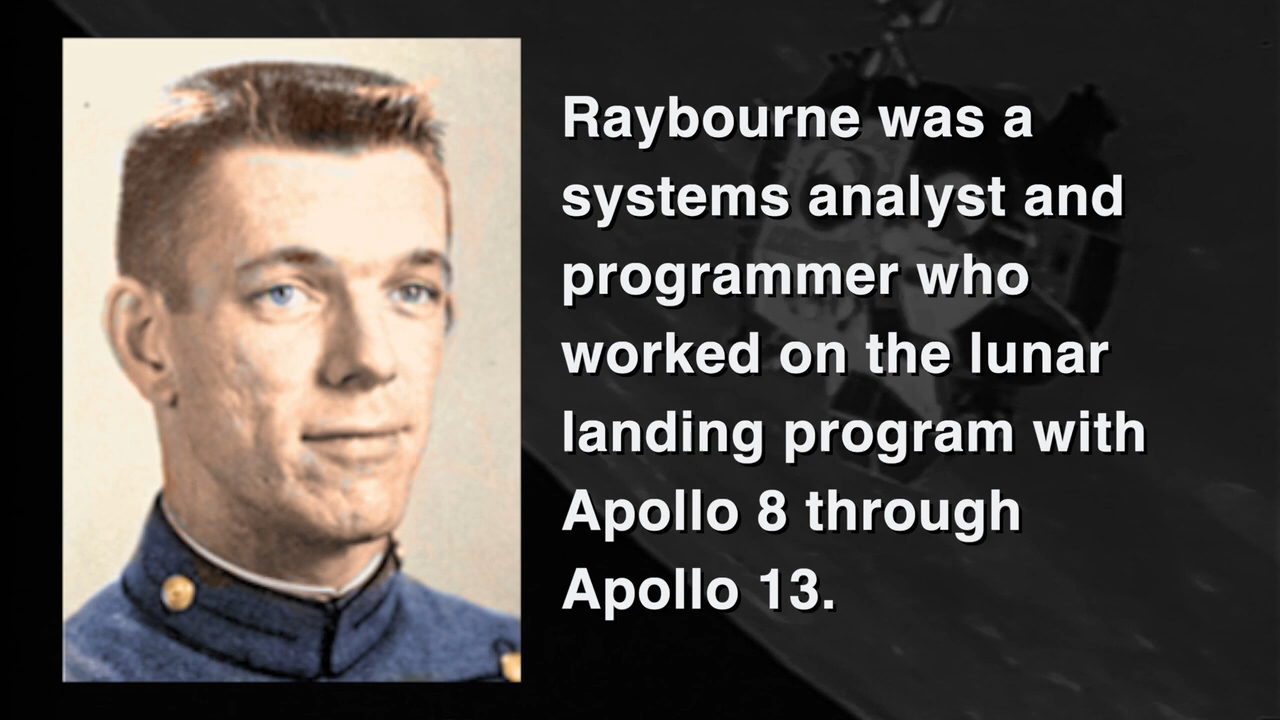 Raybourne was a
systems analyst and
programmer who
worked on the lunar
landing program with
Apollo 8 through
Apollo 13.